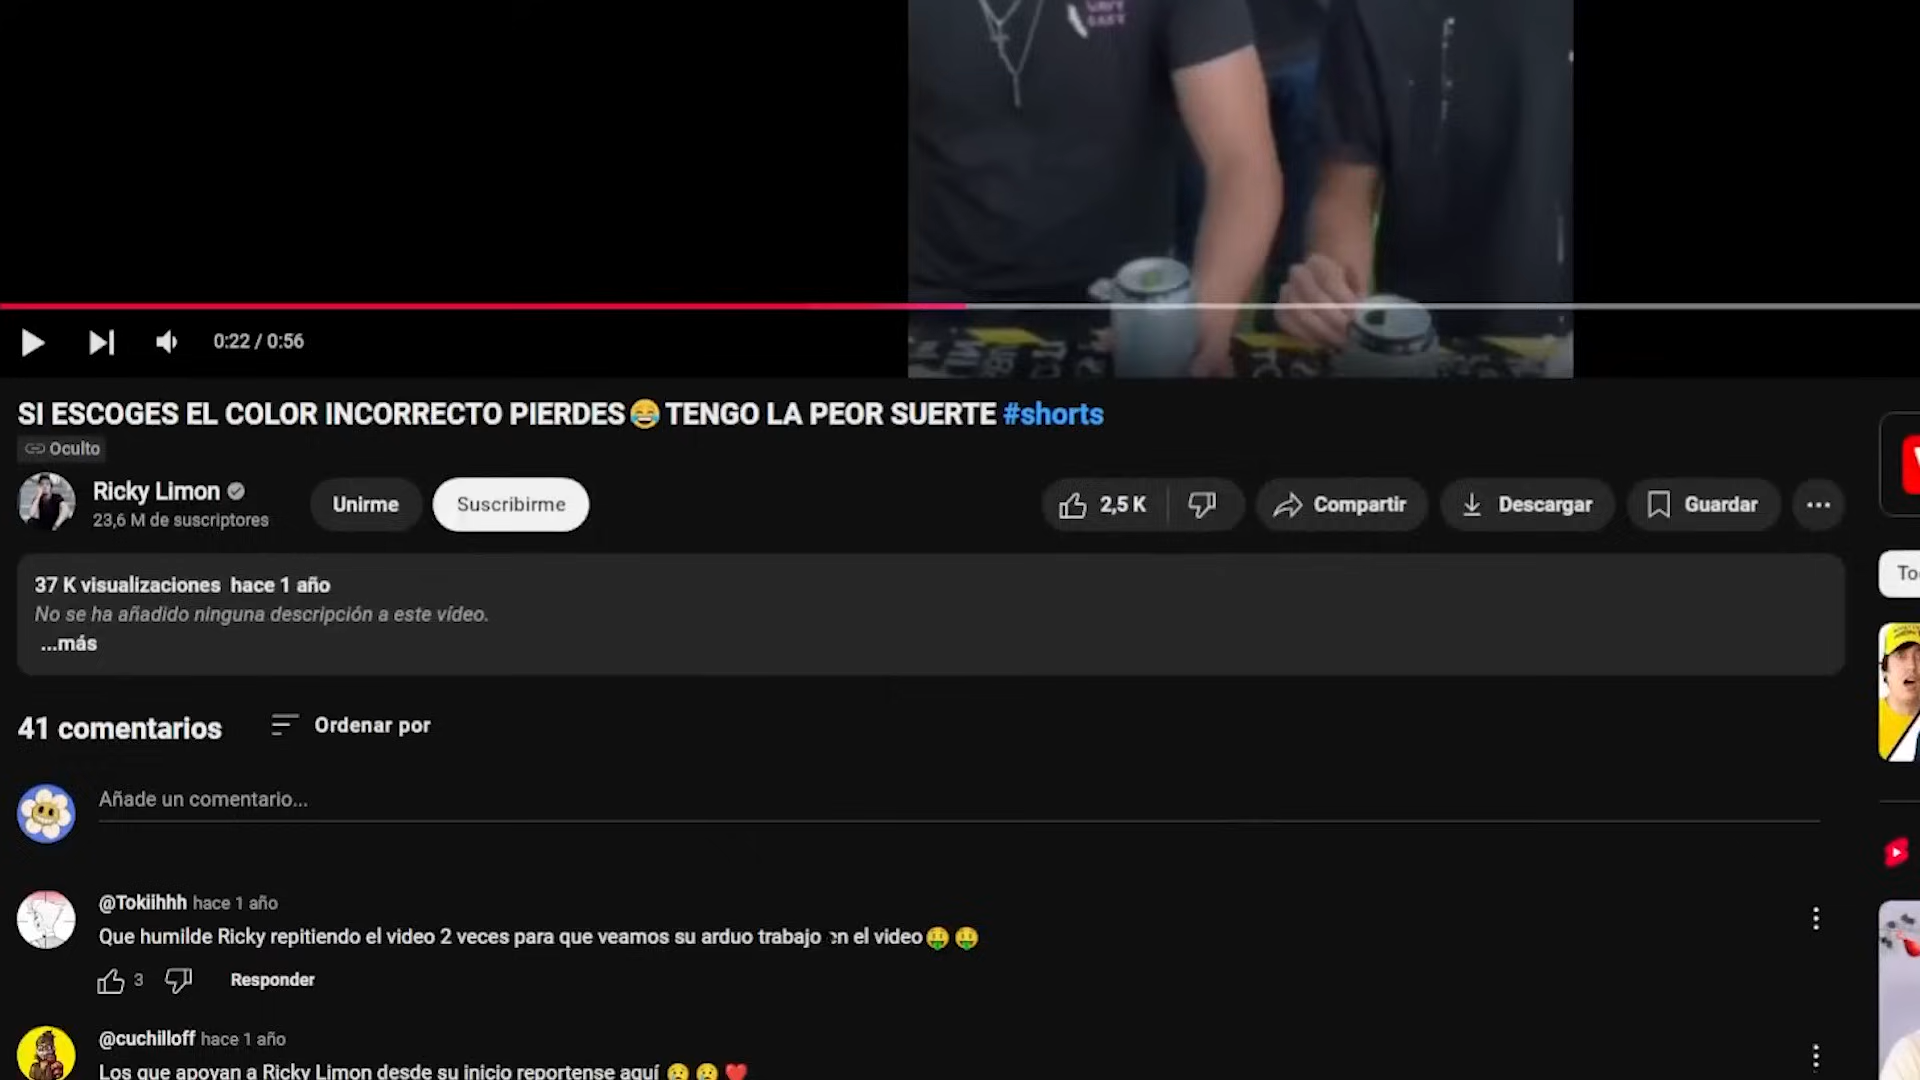 0:22 / 0:56
SI ESCOGES EL COLOR INCORRECTO PIERDES😂TENGO LA PEOR SUERTE #shorts
Oculto
Ricky Limon
23,6 M de suscriptores
Unirme
Suscribirme
2,5 K
Compartir
Descargar
Guardar
37 K visualizaciones hace 1 año
No se ha añadido ninguna descripción a este vídeo.
...más
To
41 comentarios
Ordenar por
Añade un comentario...
@Tokiihhh hace 1 año
Que humilde Ricky repitiendo el video 2 veces para que veamos su arduo trabajo en el video🤑🤑
3
Responder
@cuchilloff hace 1 año
Los que apoyan a Ricky Limon desde su inicio reportense aquí 😢😢❤️